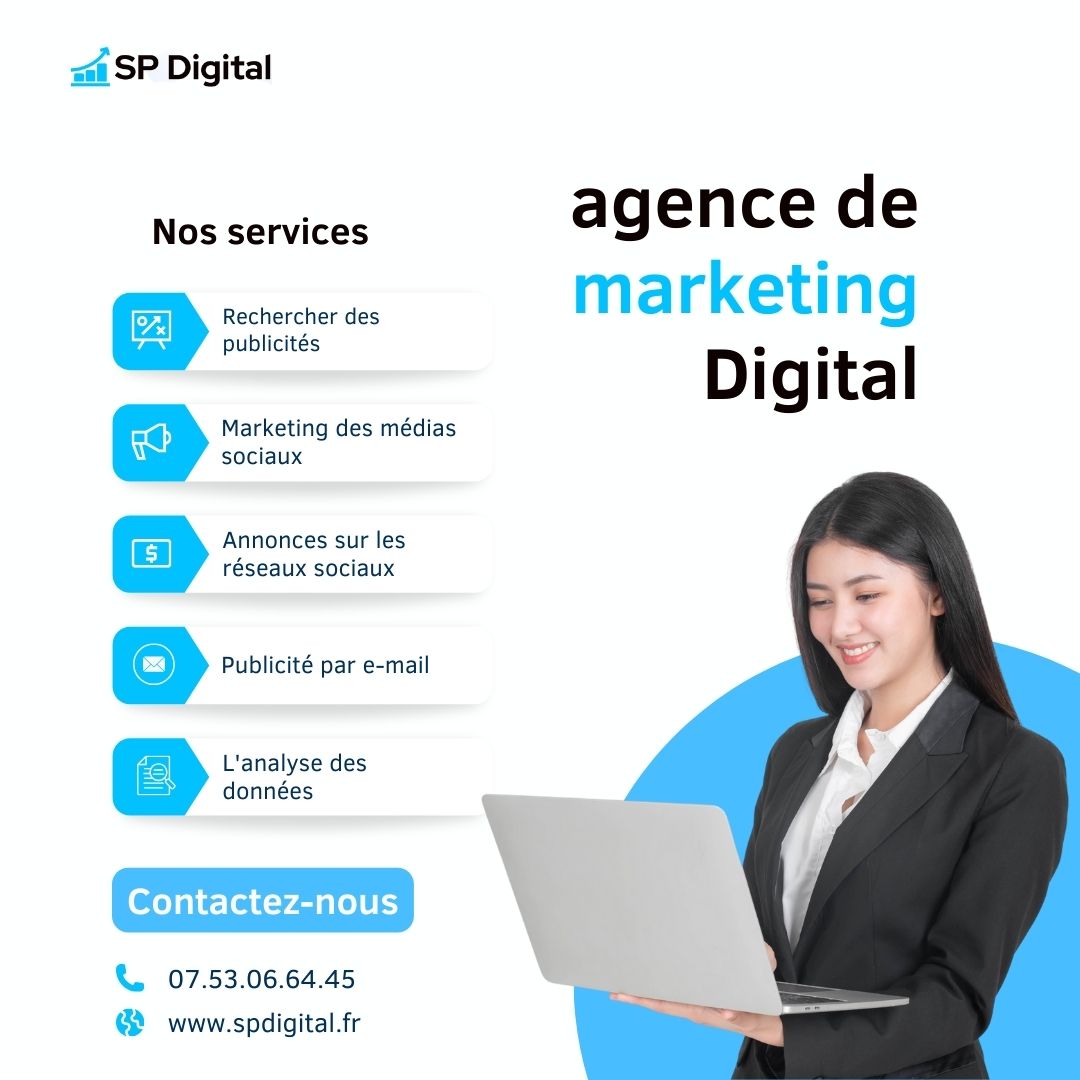 SP Digital
agence de
marketing
Digital
Nos services
Rechercher des
publicités
Marketing des médias
sociaux
Annonces sur les
réseaux sociaux
Publicité par e-mail
L'analyse des
données
Contactez-nous
07.53.06.64.45
www.spdigital.fr